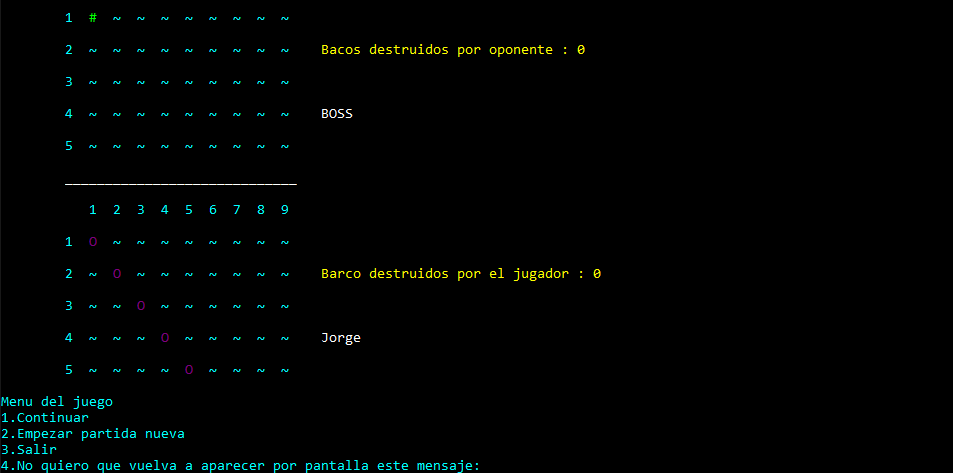 1 # ~ ~ ~ ~ ~ ~ ~ ~
2 ~ ~ ~ ~ ~ ~ ~ ~ ~ Bacos destruidos por oponente : 0
3 ~ ~ ~ ~ ~ ~ ~ ~ ~
4 ~ ~ ~ ~ ~ ~ ~ ~ ~ BOSS
5 ~ ~ ~ ~ ~ ~ ~ ~ ~
_____________________________
1 2 3 4 5 6 7 8 9
1 O ~ ~ ~ ~ ~ ~ ~ ~
2 ~ O ~ ~ ~ ~ ~ ~ ~ Barco destruidos por el jugador : 0
3 ~ ~ O ~ ~ ~ ~ ~ ~
4 ~ ~ ~ O ~ ~ ~ ~ ~ Jorge
5 ~ ~ ~ ~ O ~ ~ ~ ~
Menu del juego
1.Continuar
2.Empezar partida nueva
3.Salir
4.No quiero que vuelva a aparecer por pantalla este mensaje: